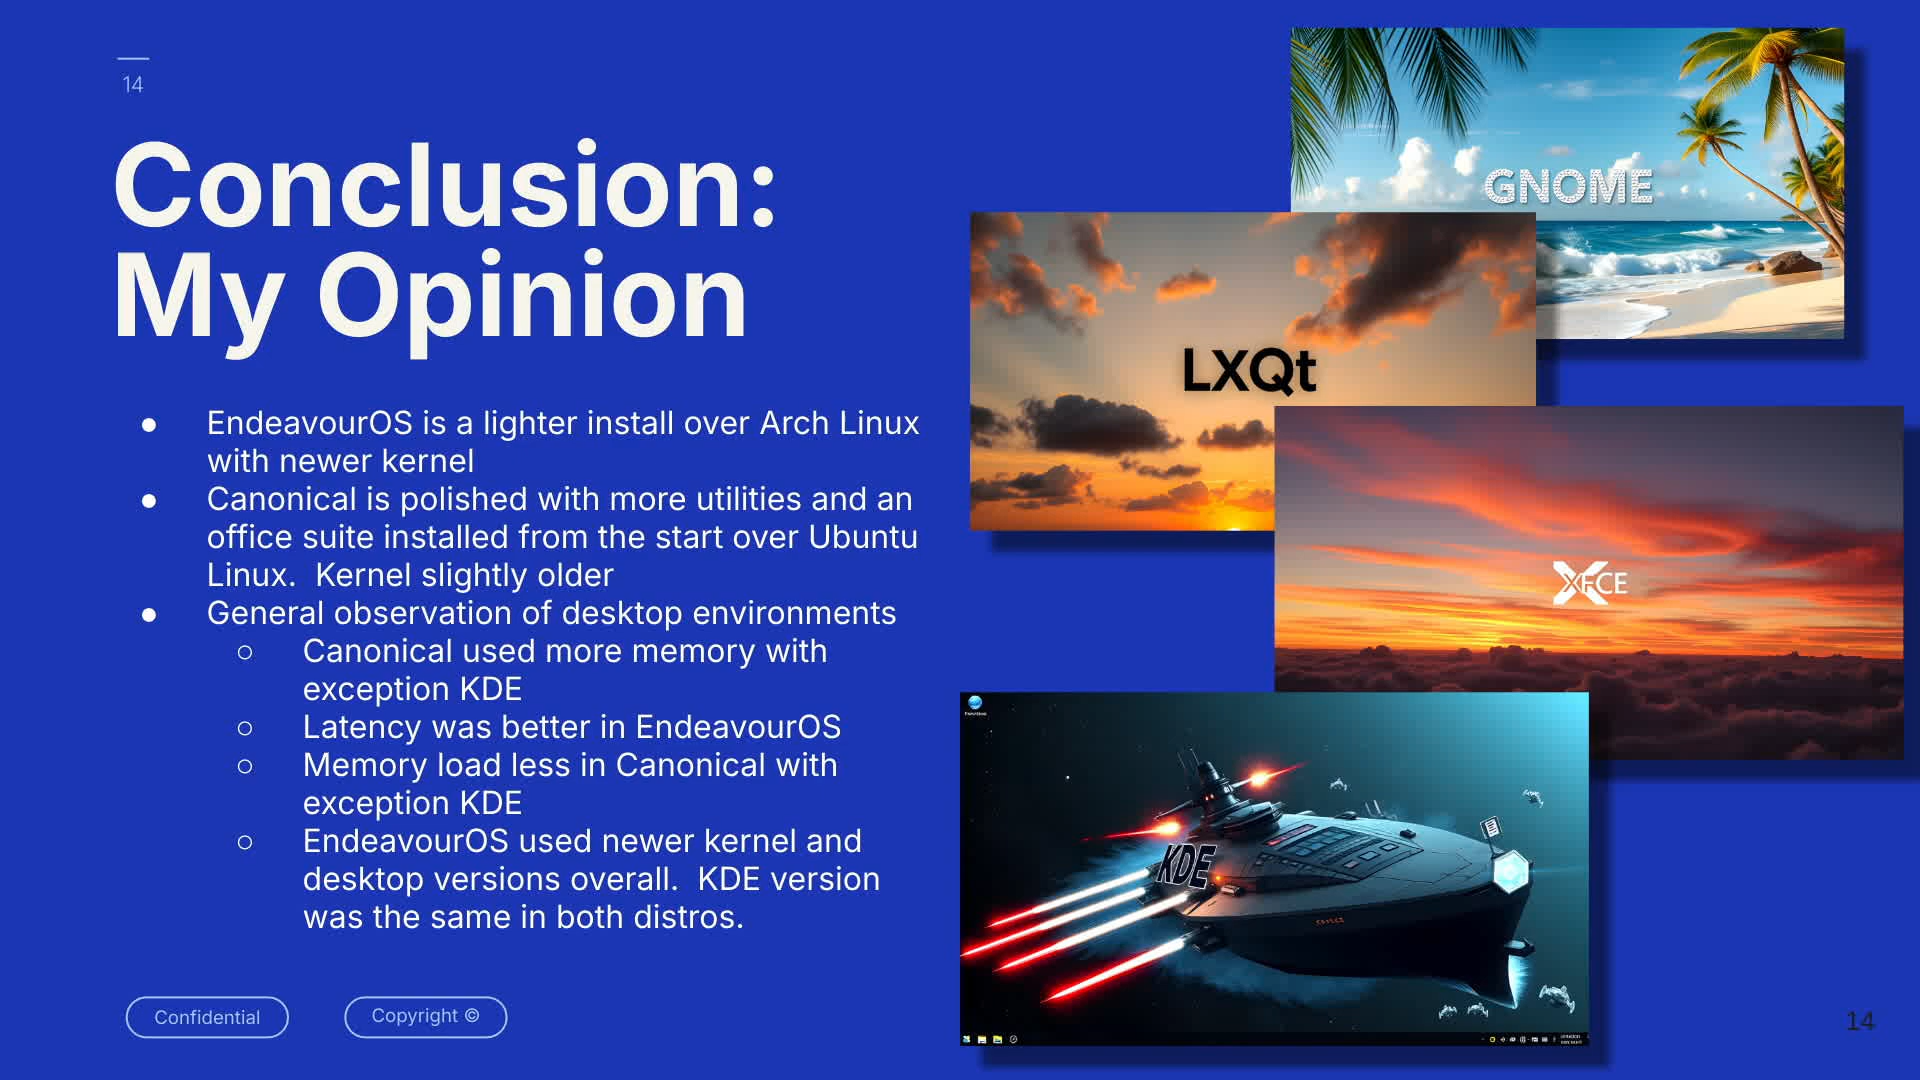 14
Conclusion:
My Opinion
● EndeavourOS is a lighter install over Arch Linux
with newer kernel
● Canonical is polished with more utilities and an
office suite installed from the start over Ubuntu
Linux.  Kernel slightly older
● General observation of desktop environments
○ Canonical used more memory with
exception KDE
○ Latency was better in EndeavourOS
○ Memory load less in Canonical with
exception KDE
○ EndeavourOS used newer kernel and
desktop versions overall.  KDE version
was the same in both distros.
Confidential
Copyright ©
GNOME
LXQt
XFCE
KDE
14